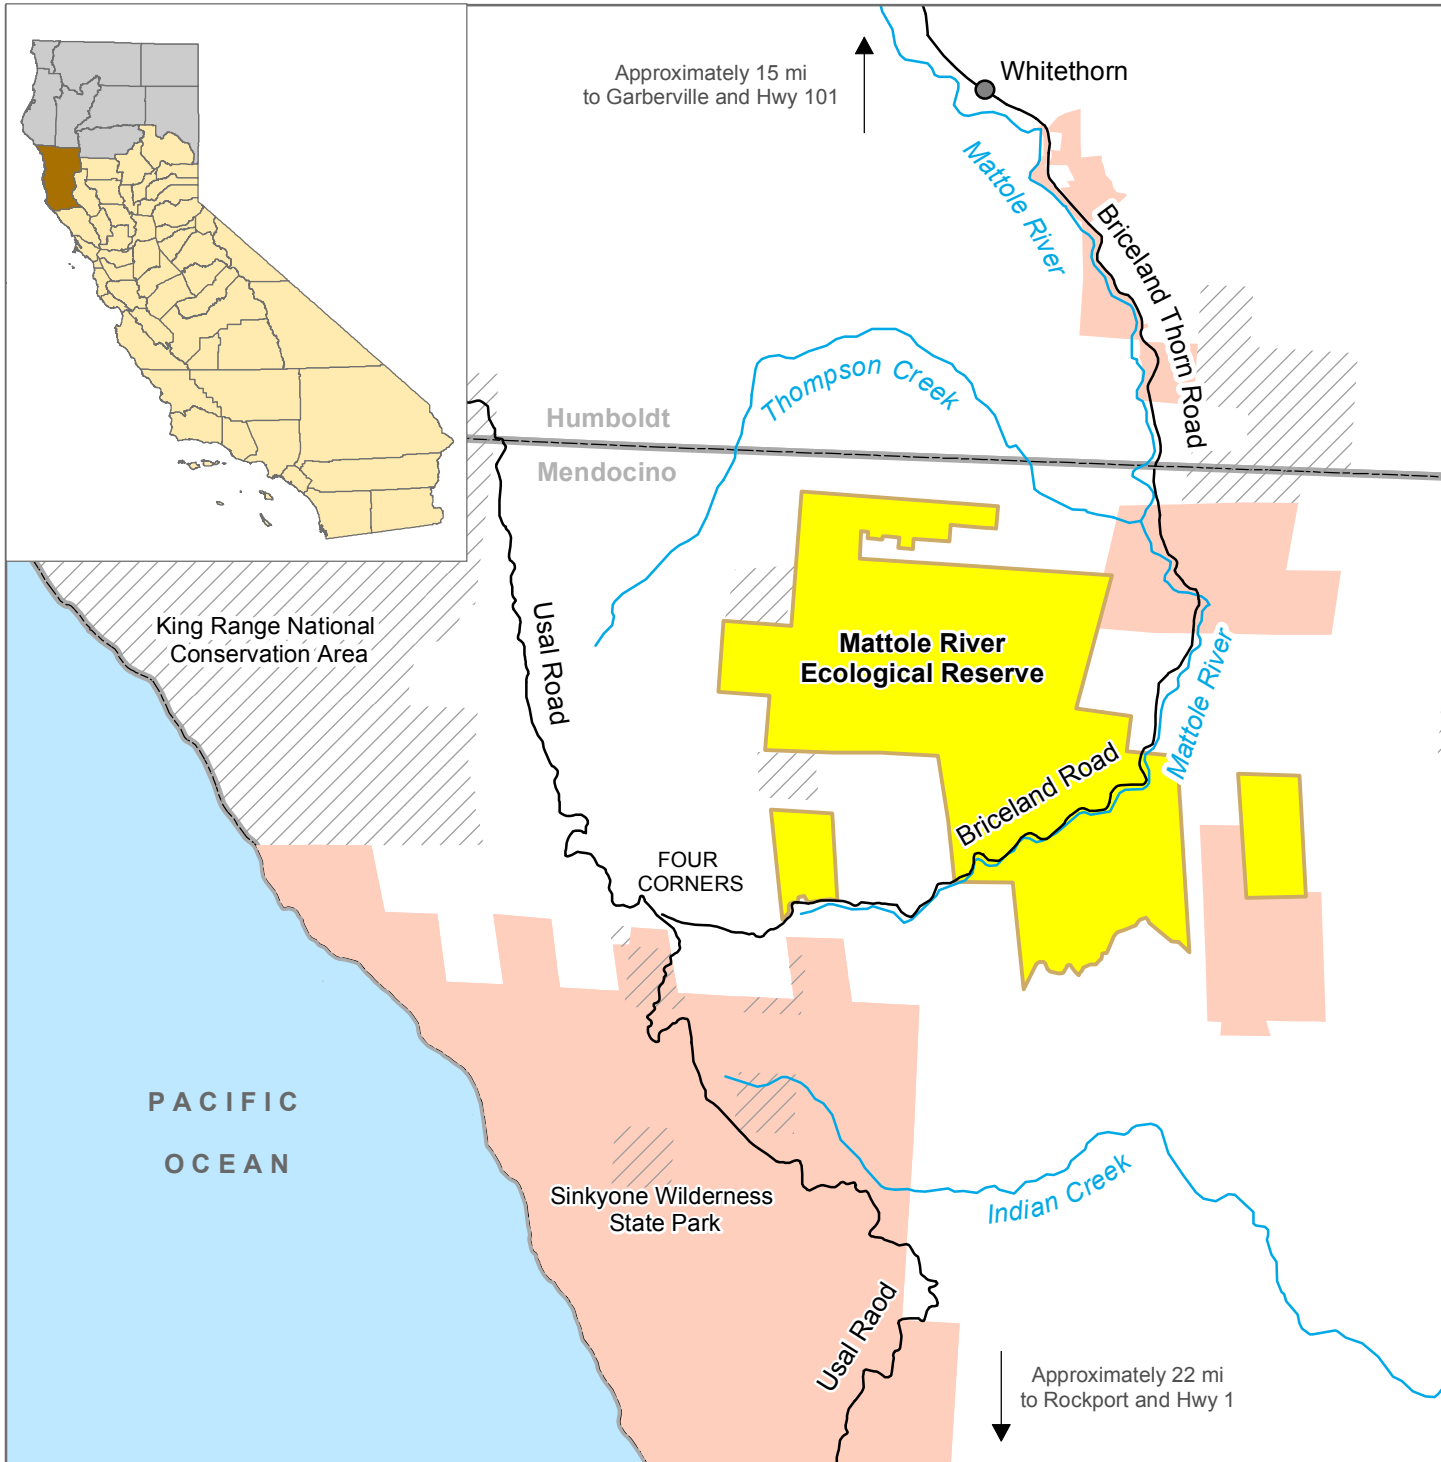 Approximately 15 mi
to Garberville and Hwy 101
Whitethorn
Mattole River
Briceland Thorn Road
Thompson Creek
Humboldt
Mendocino
King Range National
Conservation Area
Usal Road
Mattole River
Ecological Reserve
Mattole River
Briceland Road
FOUR
CORNERS
PACIFIC
OCEAN
Sinkyone Wilderness
State Park
Indian Creek
Usal Raod
Approximately 22 mi
to Rockport and Hwy 1